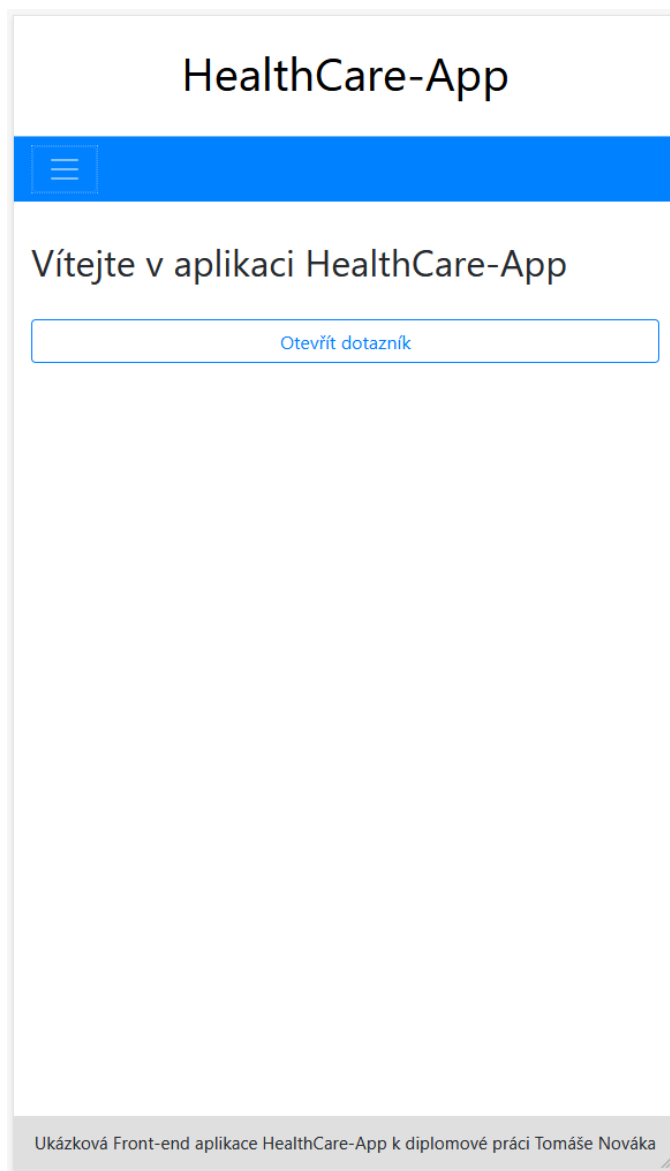 HealthCare-App
Vítejte v aplikaci HealthCare-App
Otevřít dotazník
Ukázková Front-end aplikace HealthCare-App k diplomové práci Tomáše Nováka